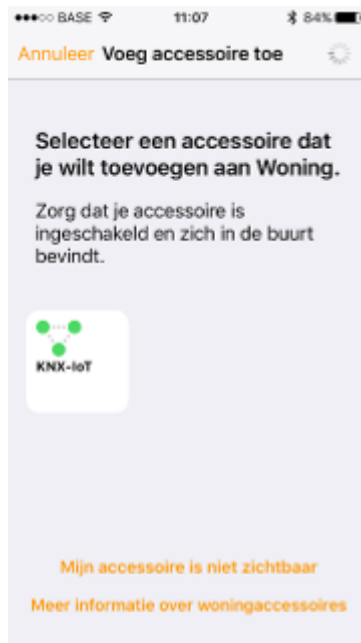 BASE 11:07 84%
Annuleer Voeg accessoire toe
Selecteer een accessoire dat
je wilt toevoegen aan Woning.
Zorg dat je accessoire is
ingeschakeld en zich in de buurt
bevindt.
KNX-IoT
Mijn accessoire is niet zichtbaar
Meer informatie over woningaccessoires